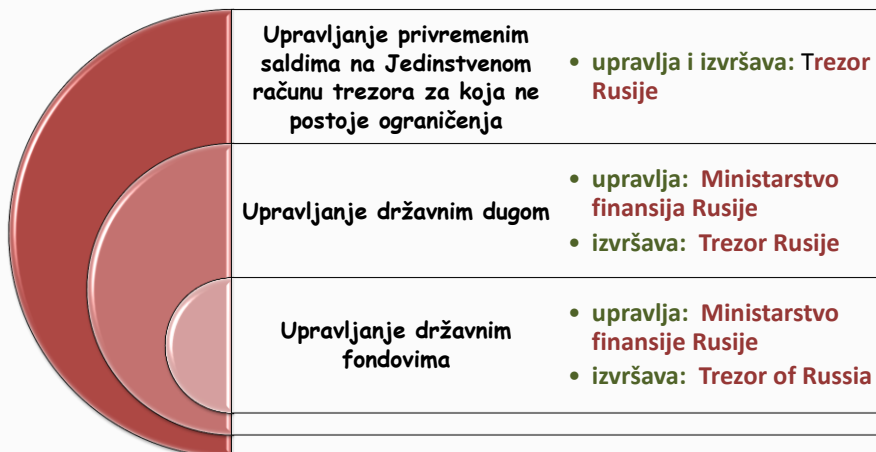 Upravljanje privremenim
saldima na Jedinstvenom
računu trezora za koja ne
postoje ograničenja
• upravlja i izvršava: Trezor
Rusije
Upravljanje državnim dugom
• upravlja: Ministarstvo
finansija Rusije
• izvršava: Trezor Rusije
Upravljanje državnim
fondovima
• upravlja: Ministarstvo
finansije Rusije
• izvršava: Trezor of Russia